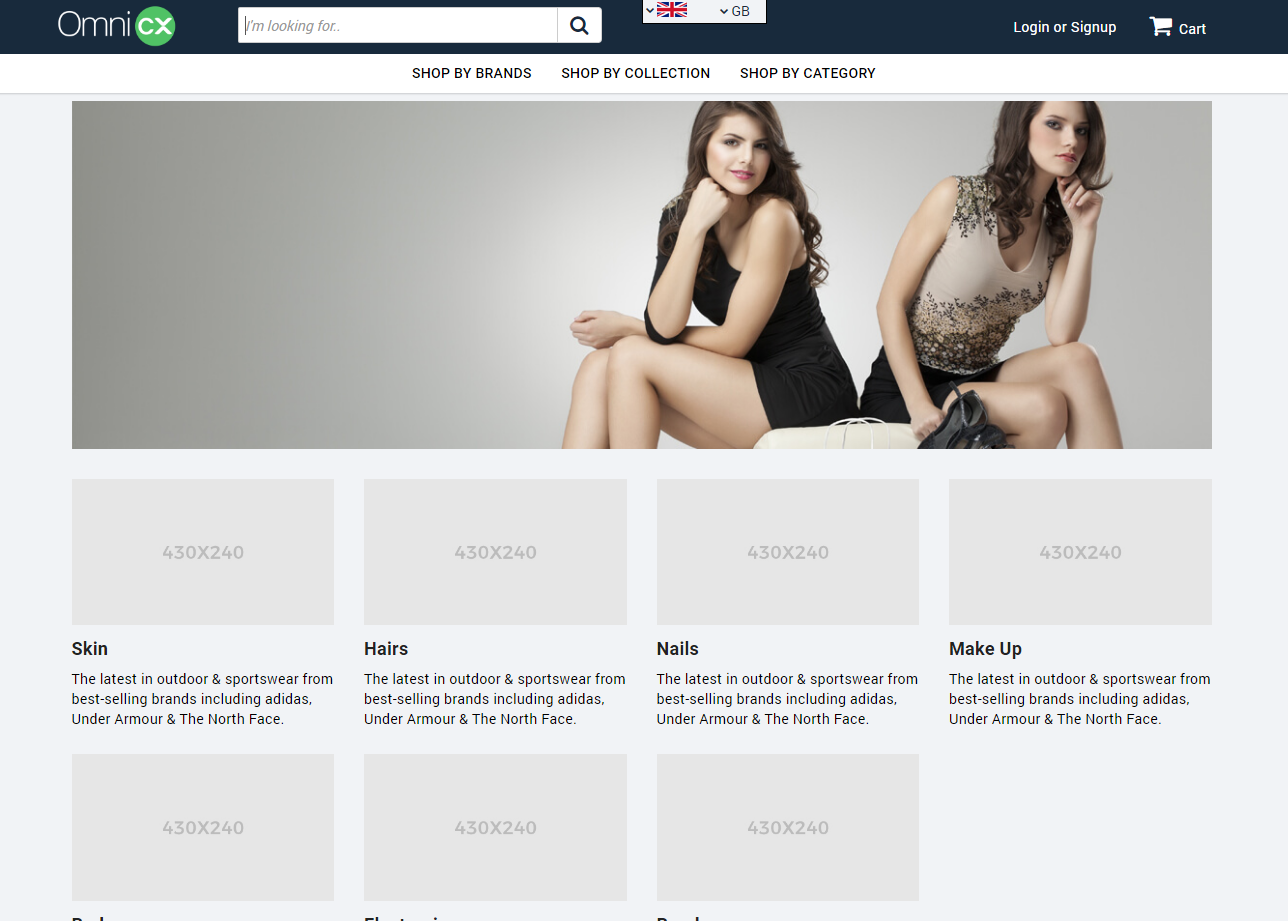 Omni cx
I'm looking for..
GB
Login or Signup
Cart
SHOP BY BRANDS SHOP BY COLLECTION SHOP BY CATEGORY
430X240 430X240 430X240 430X240
Skin
The latest in outdoor & sportswear from
best-selling brands including adidas,
Under Armour & The North Face.
Hairs
The latest in outdoor & sportswear from
best-selling brands including adidas,
Under Armour & The North Face.
Nails
The latest in outdoor & sportswear from
best-selling brands including adidas,
Under Armour & The North Face.
Make Up
The latest in outdoor & sportswear from
best-selling brands including adidas,
Under Armour & The North Face.
430X240 430X240 430X240